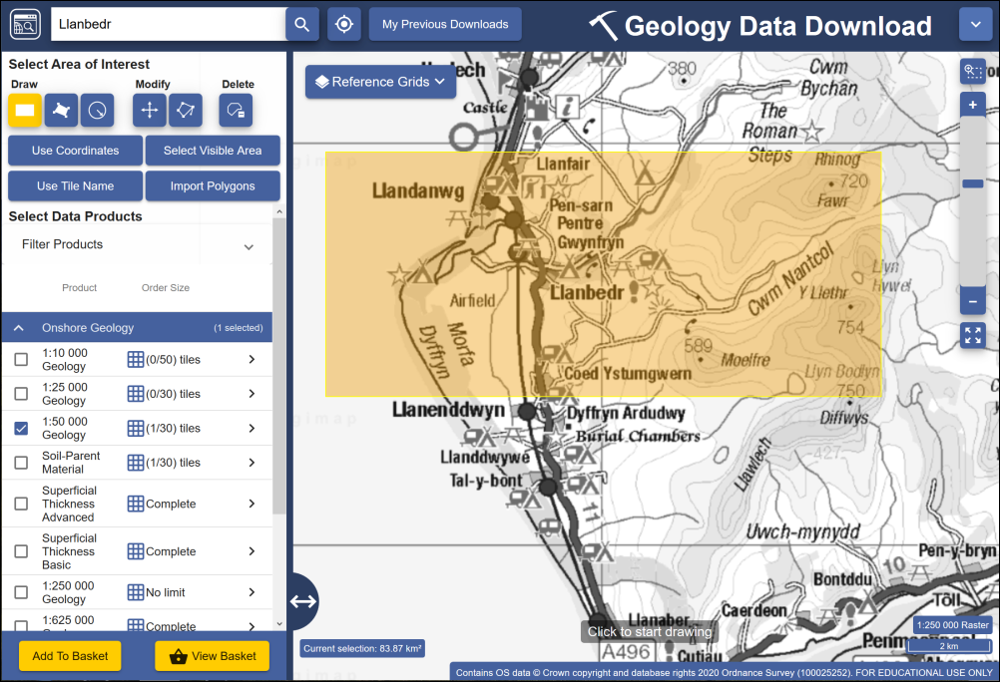 Llanbedr
My Previous Downloads
Geology Data Download
Select Area of Interest
Draw
Modify
Delete
Use Coordinates
Select Visible Area
Use Tile Name
Import Polygons
Select Data Products
Filter Products
Product
Order Size
Onshore Geology
(1 selected)
1:10 000
Geology
(0/50) tiles
1:25 000
Geology
(0/30) tiles
1:50 000
Geology
(1/30) tiles
Soil-Parent
Material
(1/30) tiles
Superficial
Thickness
Advanced
Complete
Superficial
Thickness
Basic
Complete
1:250 000
Geology
No limit
1:625 000
Complete
Add To Basket
View Basket
Reference Grids
Castle
380
Cwm
Bychan
The
Roman
Steps
Rhinog
720
Fawr
Llanfair
Llandanwg
Pen-sarn
Pentre
Gwynfryn
Llanbedr
Cwm Nantcol
Llyn
Hywel
Y Llethr
754
Airfield
Morfa
Dyffryn
589
Moelfre
Llyn Bodlyn
750
Diffwys
Coed Ystumgwern
Llanenddwyn
Dyffryn Ardudwy
Burial Chambers
Llanddwywe
Tal-y-bont
Llawlech
427
11
Uwch-mynydd
Pen-y-bryn
10
Bontddu
Toll
Caerdeon
Llanaber
Click to start drawing
A496
Cutiau
1:250 000 Raster
2 km
Current selection: 83.87 km²
Contains OS data © Crown copyright and database rights 2020 Ordnance Survey (100025252). FOR EDUCATIONAL USE ONLY